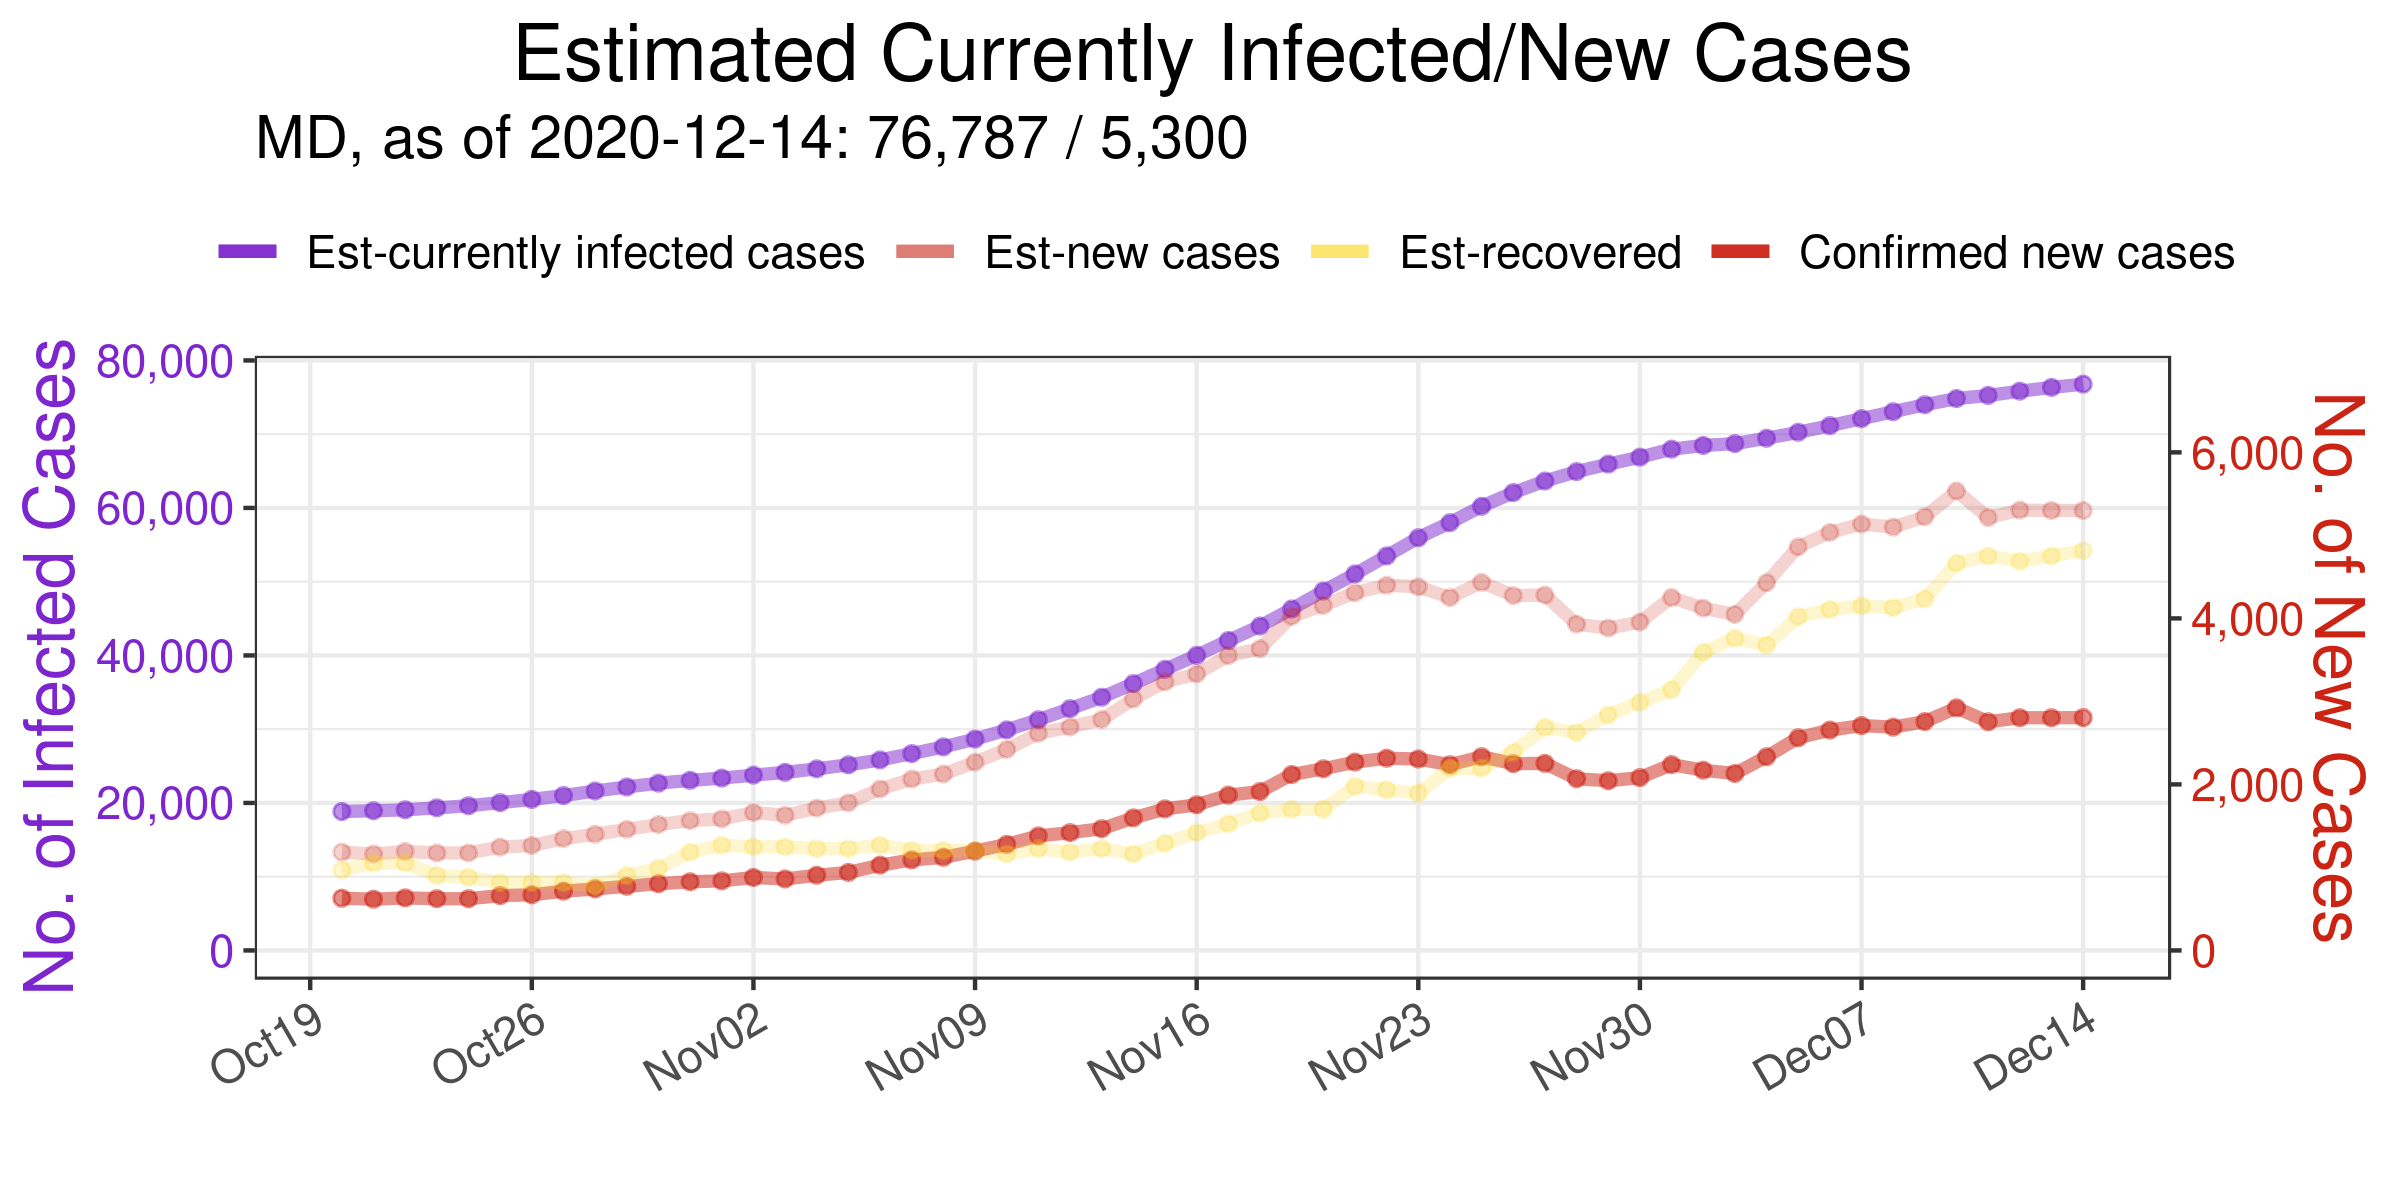 Estimated Currently Infected/New Cases
MD, as of 2020-12-14: 76,787 / 5,300
Est-currently infected cases Est-new cases Est-recovered Confirmed new cases
No. of Infected Cases
80,000
60,000
40,000
20,000
0
6,000
4,000
2,000
0
No. of New Cases
Oct19 Oct26 Nov02 Nov09 Nov16 Nov23 Nov30 Dec07 Dec14